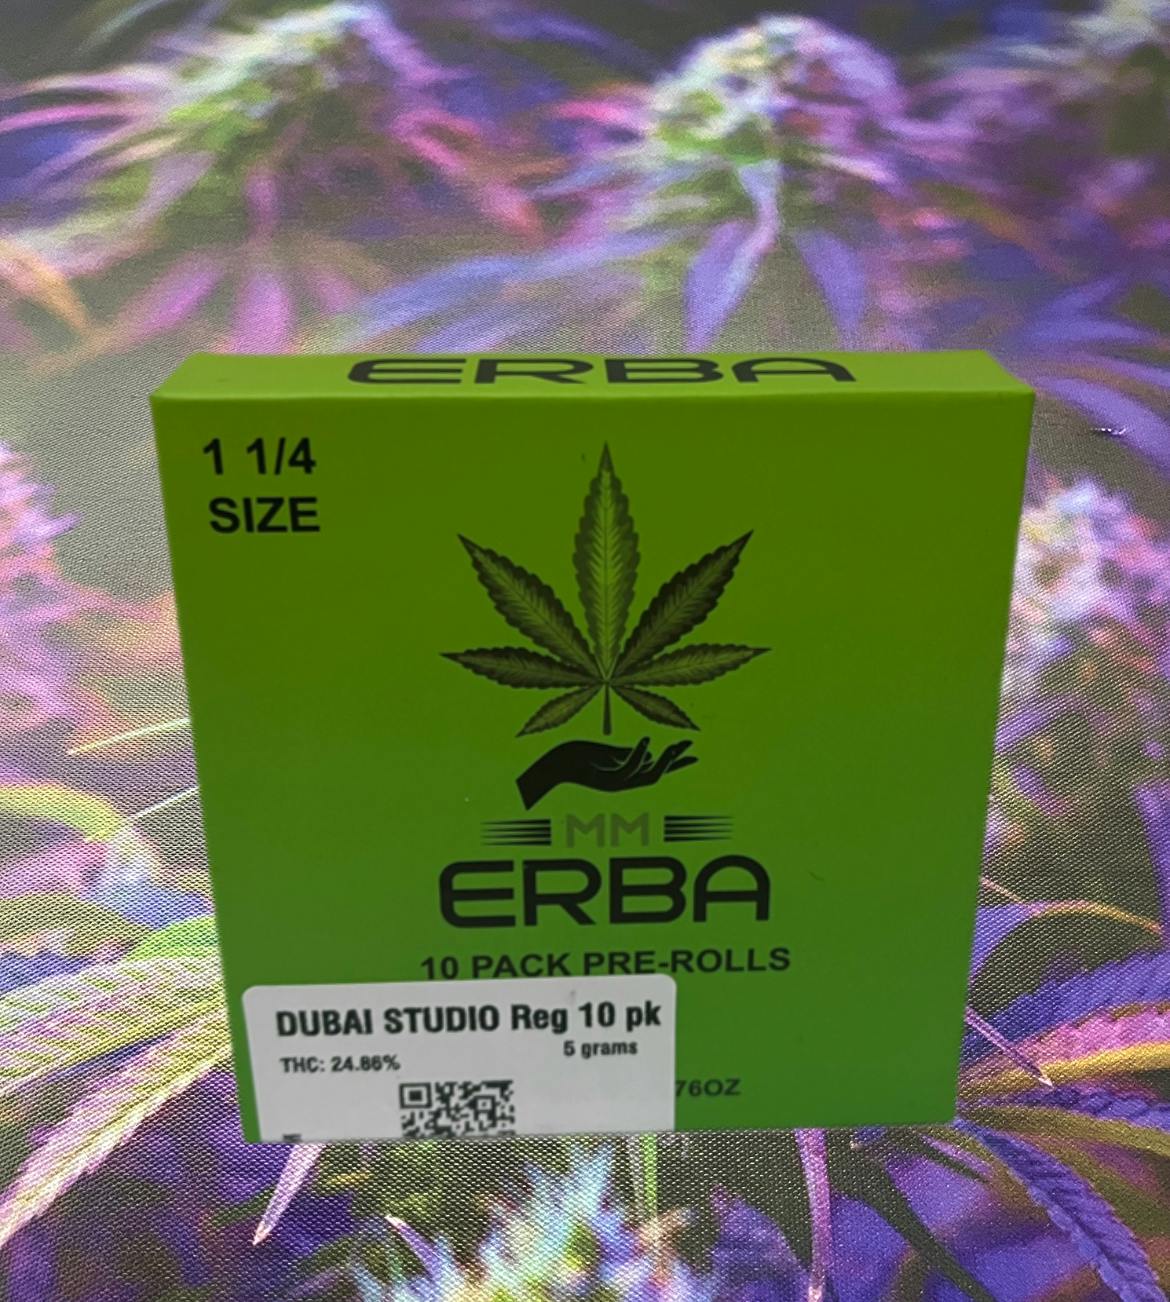 ERBA
1 1/4
SIZE
MM
ERBA
10 PACK PRE-ROLLS
DUBAI STUDIO Reg 10 pk
5 grams
THC: 24.86%
76OZ